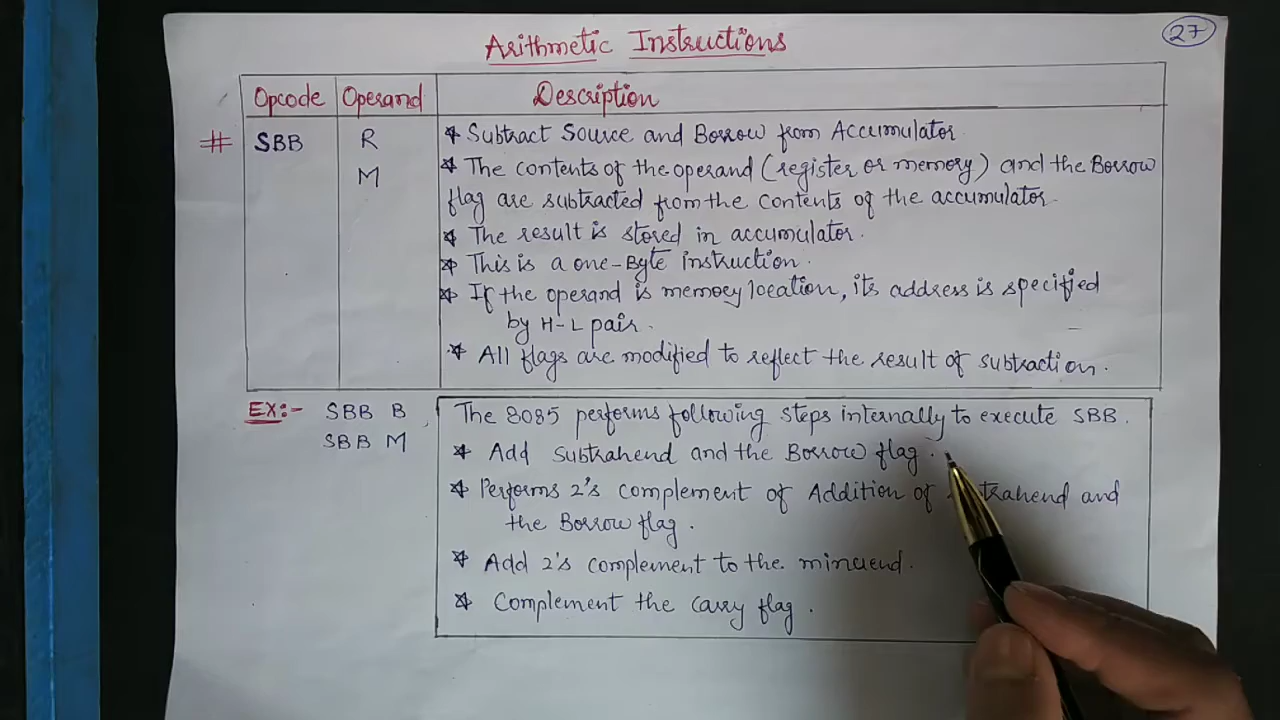 27
Arithmetic Instructions
Opcode Operand Description
# SBB R * Subtract Source and Borrow from Accumulator.
M * The contents of the operand (register or memory) and the Borrow
flag are subtracted from the contents of the accumulator.
* The result is stored in accumulator.
* This is a one-Byte instruction.
* If the operand is memory location, its address is specified
by H-L pair.
* All flags are modified to reflect the result of subtraction.
EX:- SBB B The 8085 performs following steps internally to execute SBB.
SBB M * Add Subtrahend and the Borrow flag.
* Performs 2's complement of Addition of and
the Borrow flag.
* Add 2's complement to the minuend.
* Complement the carry flag.